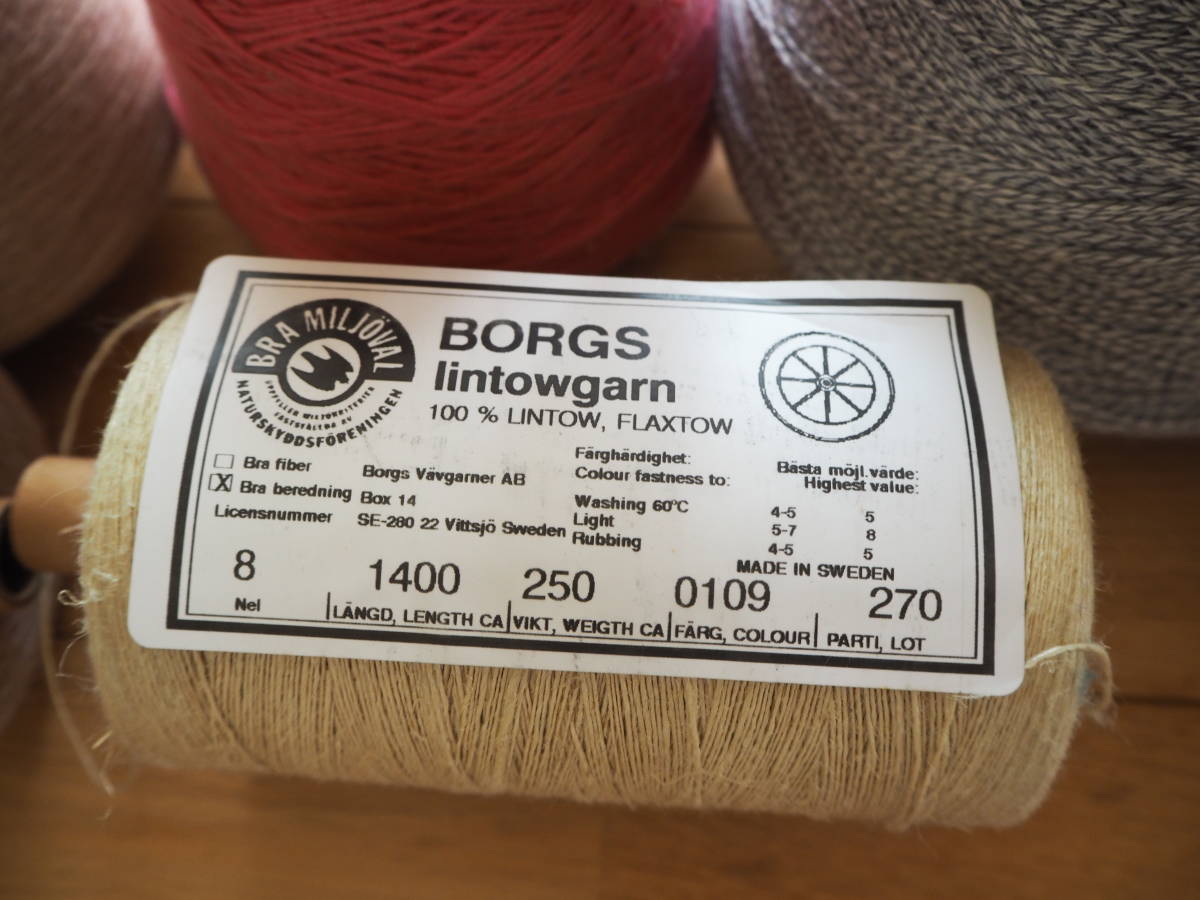 BRA MILJÖVAL
NATURSKYDDSFÖRENINGEN
BORGS
lintowgarn
100 % LINTOW, FLAXTOW
Bra fiber
X Bra beredning
Licensnummer
Borgs Vävgarner AB
Box 14
SE-280 22 Vittsjö Sweden
Färghärdighet:
Colour fastness to:
Bästa möjl.värde:
Highest value:
Washing 60°C 4-5 5
Light 5-7 8
Rubbing 4-5 5
MADE IN SWEDEN
8 1400 250 0109 270
Nel LÄNGD, LENGTH CA VIKT, WEIGTH CA FÄRG, COLOUR PARTI, LOT